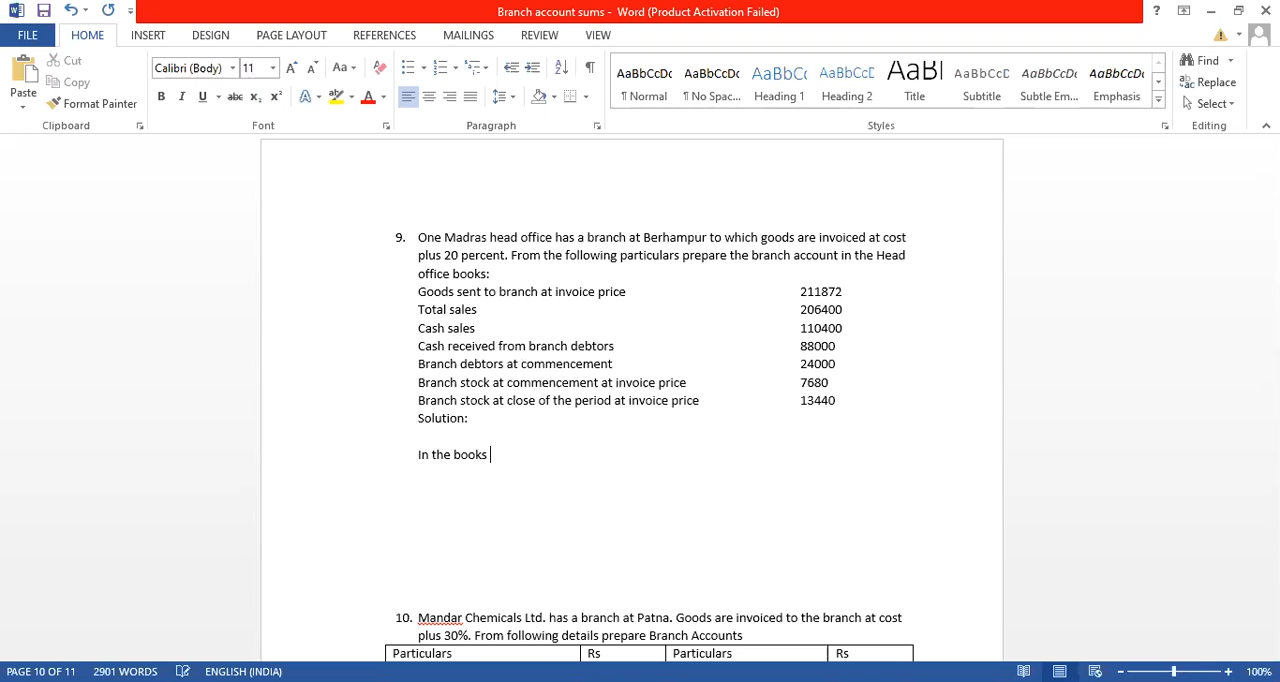 Branch account sums - Word (Product Activation Failed)
?
FILE HOME INSERT DESIGN PAGE LAYOUT REFERENCES MAILINGS REVIEW VIEW
Paste
Cut
Copy
Format Painter
Clipboard
Calibri (Body) 11
Font
Paragraph
AaBbCcDc AaBbCcDc AaBbCc AaBbCcD AaBl AaBbCcD AaBbCcDc AaBbCcDc
¶ Normal ¶ No Spac... Heading 1 Heading 2 Title Subtitle Subtle Em... Emphasis
Styles
Find
Replace
Select
Editing
9. One Madras head office has a branch at Berhampur to which goods are invoiced at cost
plus 20 percent. From the following particulars prepare the branch account in the Head
office books:
Goods sent to branch at invoice price 211872
Total sales 206400
Cash sales 110400
Cash received from branch debtors 88000
Branch debtors at commencement 24000
Branch stock at commencement at invoice price 7680
Branch stock at close of the period at invoice price 13440
Solution:
In the books
10. Mandar Chemicals Ltd. has a branch at Patna. Goods are invoiced to the branch at cost
plus 30%. From following details prepare Branch Accounts
Particulars Rs Particulars Rs
PAGE 10 OF 11 2901 WORDS ENGLISH (INDIA) 100%